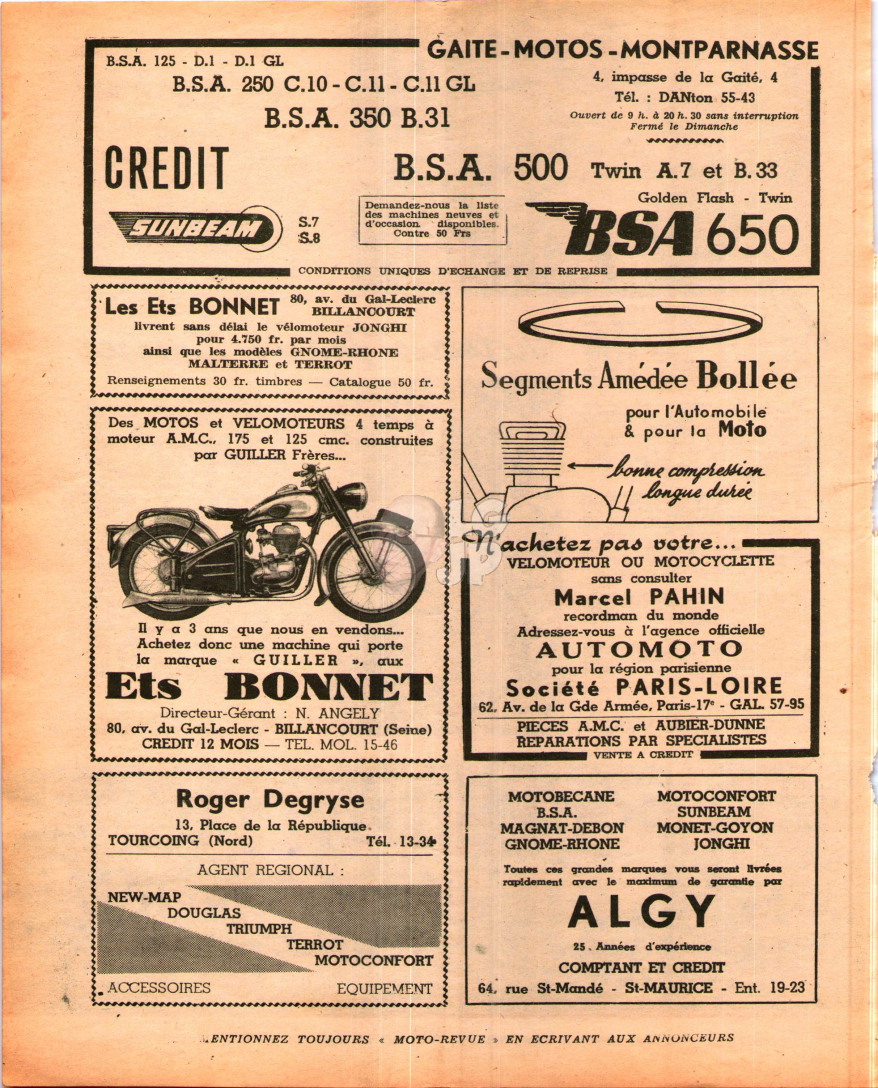 GAITE-MOTOS-MONTPARNASSE
B.S.A. 125 - D.1 - D.1 GL
B.S.A. 250 C.10 - C.11 - C.11 GL
B.S.A. 350 B.31
4, impasse de la Gaité, 4
Tél. : DANton 55-43
Ouvert de 9 h. à 20 h. 30 sans interruption
Fermé le Dimanche
CREDIT
B.S.A. 500 Twin A.7 et B.33
Golden Flash - Twin
SUNBEAM
S.7
S.8
Demandez-nous la liste
des machines neuves et
d'occasion disponibles.
Contre 50 Frs
BSA 650
CONDITIONS UNIQUES D'ECHANGE ET DE REPRISE
Les Ets BONNET 80, av. du Gal-Leclerc
BILLANCOURT
livrent sans délai le vélomoteur JONGHI
pour 4.750 fr. par mois
ainsi que les modèles GNOME-RHONE
MALTERRE et TERROT
Renseignements 30 fr. timbres — Catalogue 50 fr.
Segments Amédée Bollée
pour l'Automobile
& pour la Moto
bonne compression
longue durée
Des MOTOS et VELOMOTEURS 4 temps à
moteur A.M.C., 175 et 125 cmc. construites
par GUILLER Frères...
Il y a 3 ans que nous en vendons...
Achetez donc une machine qui porte
la marque « GUILLER », aux
Ets BONNET
Directeur-Gérant : N. ANGELY
80, av. du Gal-Leclerc - BILLANCOURT (Seine)
CREDIT 12 MOIS — TEL. MOL. 15-46
N'achetez pas votre...
VELOMOTEUR OU MOTOCYCLETTE
sans consulter
Marcel PAHIN
recordman du monde
Adressez-vous à l'agence officielle
AUTOMOTO
pour la région parisienne
Société PARIS-LOIRE
62, Av. de la Gde Armée, Paris-17e - GAL. 57-95
PIECES A.M.C. et AUBIER-DUNNE
REPARATIONS PAR SPECIALISTES
VENTE A CREDIT
Roger Degryse
13, Place de la République.
TOURCOING (Nord) Tél. 13-34
AGENT REGIONAL :
NEW-MAP
DOUGLAS
TRIUMPH
TERROT
MOTOCONFORT
ACCESSOIRES EQUIPEMENT
MOTOBECANE MOTOCONFORT
B.S.A. SUNBEAM
MAGNAT-DEBON MONET-GOYON
GNOME-RHONE JONGHI
Toutes ces grandes marques vous seront livrées
rapidement avec le maximum de garantie par
ALGY
25 Années d'expérience
COMPTANT ET CREDIT
64, rue St-Mandé - St-MAURICE - Ent. 19-23
ENTIONNEZ TOUJOURS « MOTO-REVUE » EN ECRIVANT AUX ANNONCEURS